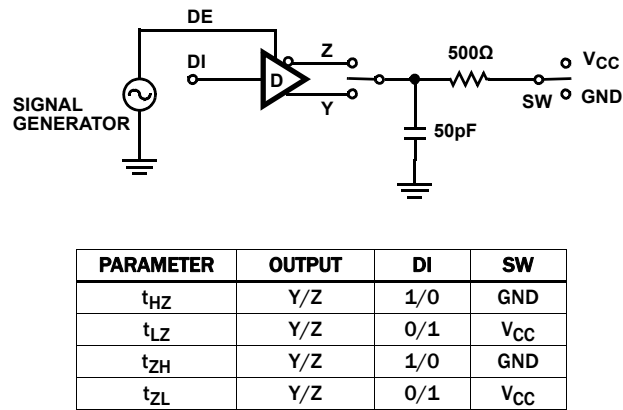 DE
Z
500Ω
VCC
DI
D
SW
GND
Y
SIGNAL
GENERATOR
50pF
PARAMETER OUTPUT DI SW
tHZ Y/Z 1/0 GND
tLZ Y/Z 0/1 VCC
tZH Y/Z 1/0 GND
tZL Y/Z 0/1 VCC